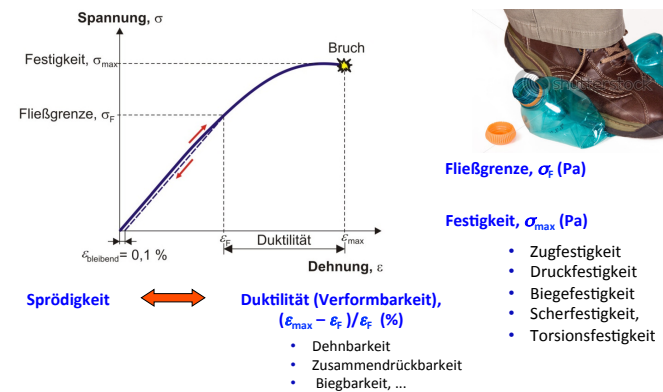 Spannung, σ
Festigkeit, σmax
Bruch
Fließgrenze, σF
εF
Duktilität
εmax
εbleibend = 0,1 %
Dehnung, ε
shutterstock
Fließgrenze, σF (Pa)
Festigkeit, σmax (Pa)
• Zugfestigkeit
• Druckfestigkeit
• Biegefestigkeit
• Scherfestigkeit,
• Torsionsfestigkeit
Sprödigkeit
Duktilität (Verformbarkeit),
(εmax – εF )/εF (%)
• Dehnbarkeit
• Zusammendrückbarkeit
• Biegbarkeit, ...